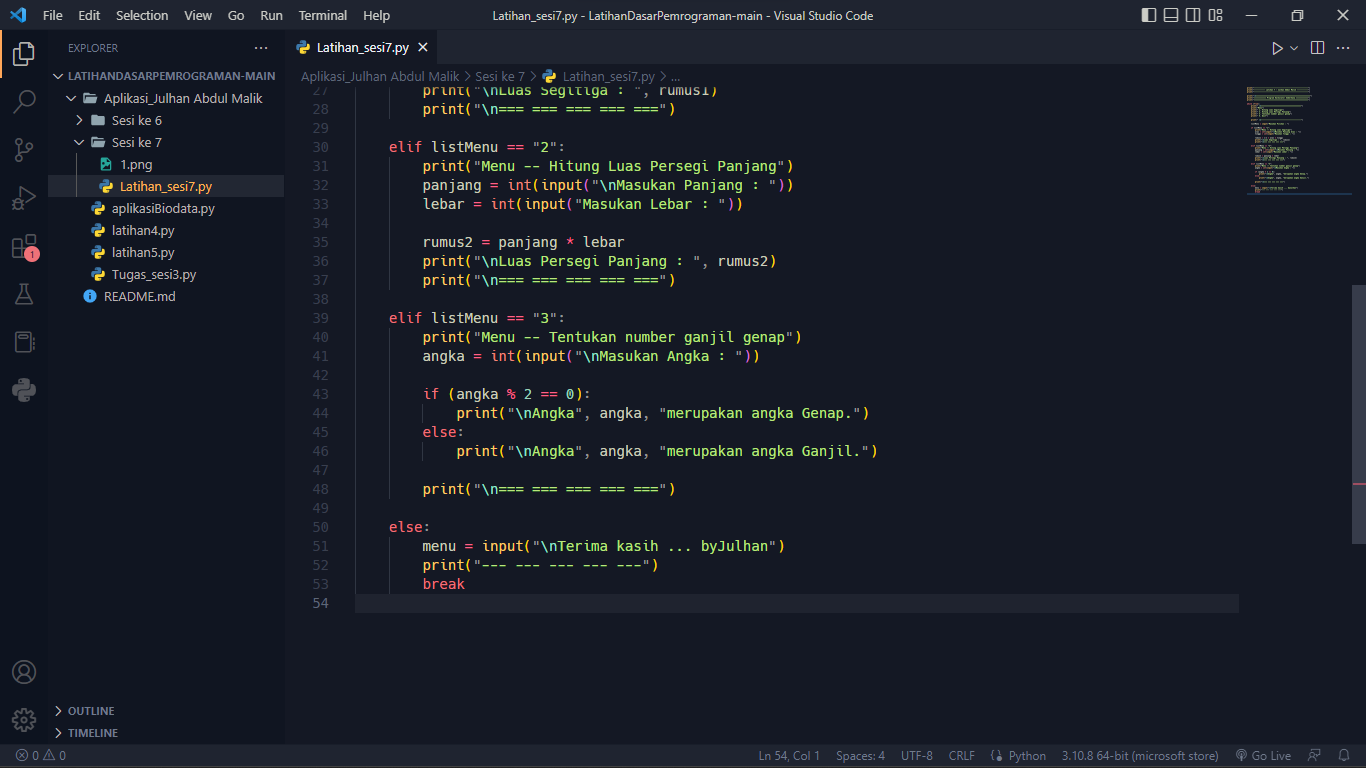 File Edit Selection View Go Run Terminal Help Latihan_sesi7.py - LatihanDasarPemrograman-main - Visual Studio Code
EXPLORER
LATIHANDASARPEMROGRAMAN-MAIN
Aplikasi_Julhan Abdul Malik
Sesi ke 6
Sesi ke 7
1.png
Latihan_sesi7.py
aplikasiBiodata.py
latihan4.py
latihan5.py
Tugas_sesi3.py
README.md
1
OUTLINE
TIMELINE
Latihan_sesi7.py
Aplikasi_Julhan Abdul Malik > Sesi ke 7 > Latihan_sesi7.py > ...
27 print("\nLuas Segitiga : ", rumus1)
28 print("\n=== === === === ===")
29
30 elif listMenu == "2":
31 print("Menu -- Hitung Luas Persegi Panjang")
32 panjang = int(input("\nMasukan Panjang : "))
33 lebar = int(input("Masukan Lebar : "))
34
35 rumus2 = panjang * lebar
36 print("\nLuas Persegi Panjang : ", rumus2)
37 print("\n=== === === === ===")
38
39 elif listMenu == "3":
40 print("Menu -- Tentukan number ganjil genap")
41 angka = int(input("\nMasukan Angka : "))
42
43 if (angka % 2 == 0):
44 print("\nAngka", angka, "merupakan angka Genap.")
45 else:
46 print("\nAngka", angka, "merupakan angka Ganjil.")
47
48 print("\n=== === === === ===")
49
50 else:
51 menu = input("\nTerima kasih ... byJulhan")
52 print("--- --- --- --- ---")
53 break
54
0 0 Ln 54, Col 1 Spaces: 4 UTF-8 CRLF Python 3.10.8 64-bit (microsoft store) Go Live